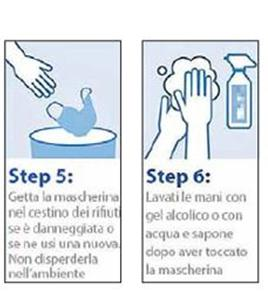 Step 5:
Getta la mascherina
nel cestino dei rifiuti
se è danneggiata o
se ne usi una nuova.
Non disperderla
nell'ambiente
Step 6:
Lavati le mani con
gel alcolico o con
acqua e sapone
dopo aver toccato
la mascherina